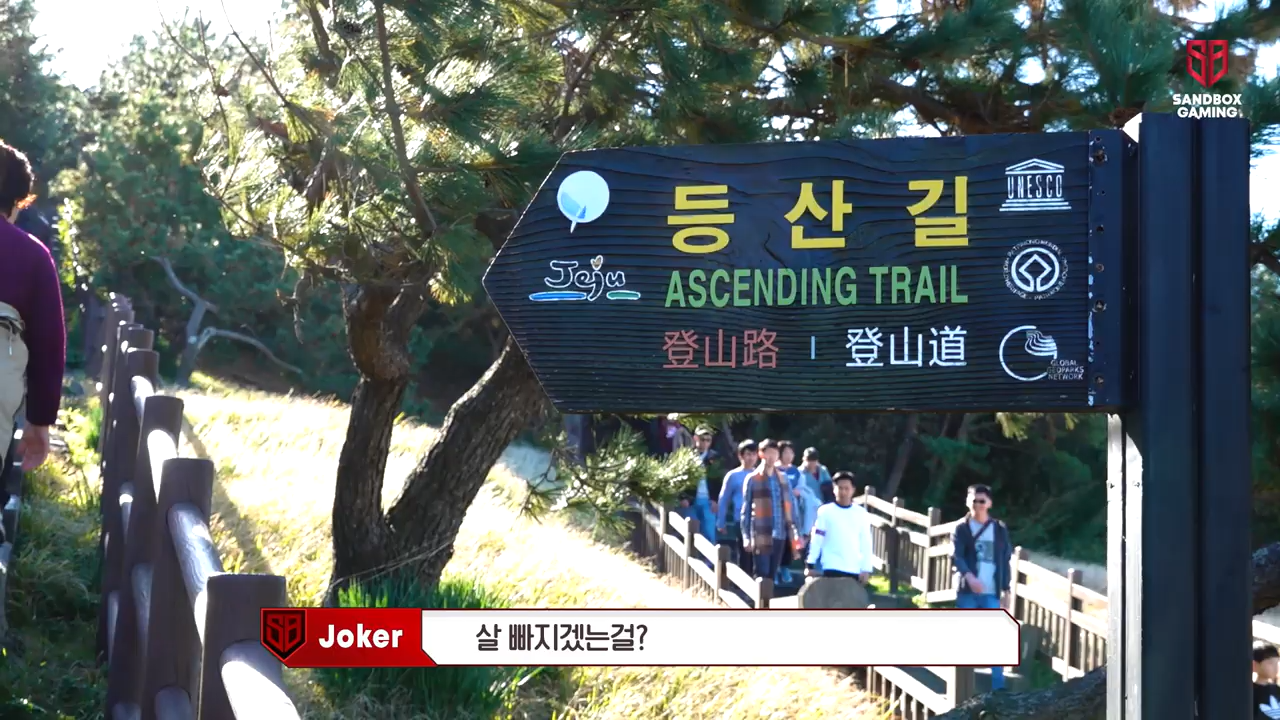 SANDBOX
GAMING
등산길
ASCENDING TRAIL
登山路 | 登山道
Jeju
UNESCO
GLOBAL
GEOPARKS
NETWORK
Joker
살 빠지겠는걸?